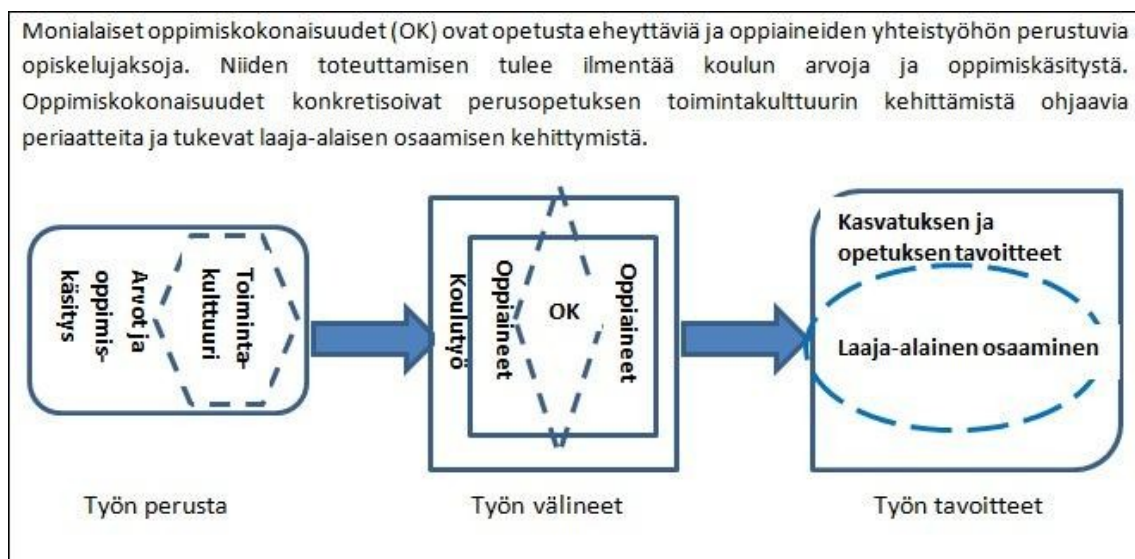 Monialaiset oppimiskokonaisuudet (OK) ovat opetusta eheyttäviä ja oppiaineiden yhteistyöhön perustuvia
opiskelujaksoja. Niiden toteuttamisen tulee ilmentää koulun arvoja ja oppimiskäsitystä.
Oppimiskokonaisuudet konkretisoivat perusopetuksen toimintakulttuurin kehittämistä ohjaavia
periaatteita ja tukevat laaja-alaisen osaamisen kehittymistä.
Arvot ja
oppimis-
käsitys
Toiminta-
kulttuuri
Koulutyö
Oppiaineet
OK
Oppiaineet
Kasvatuksen ja
opetuksen tavoitteet
Laaja-alainen osaaminen
Työn perusta
Työn välineet
Työn tavoitteet